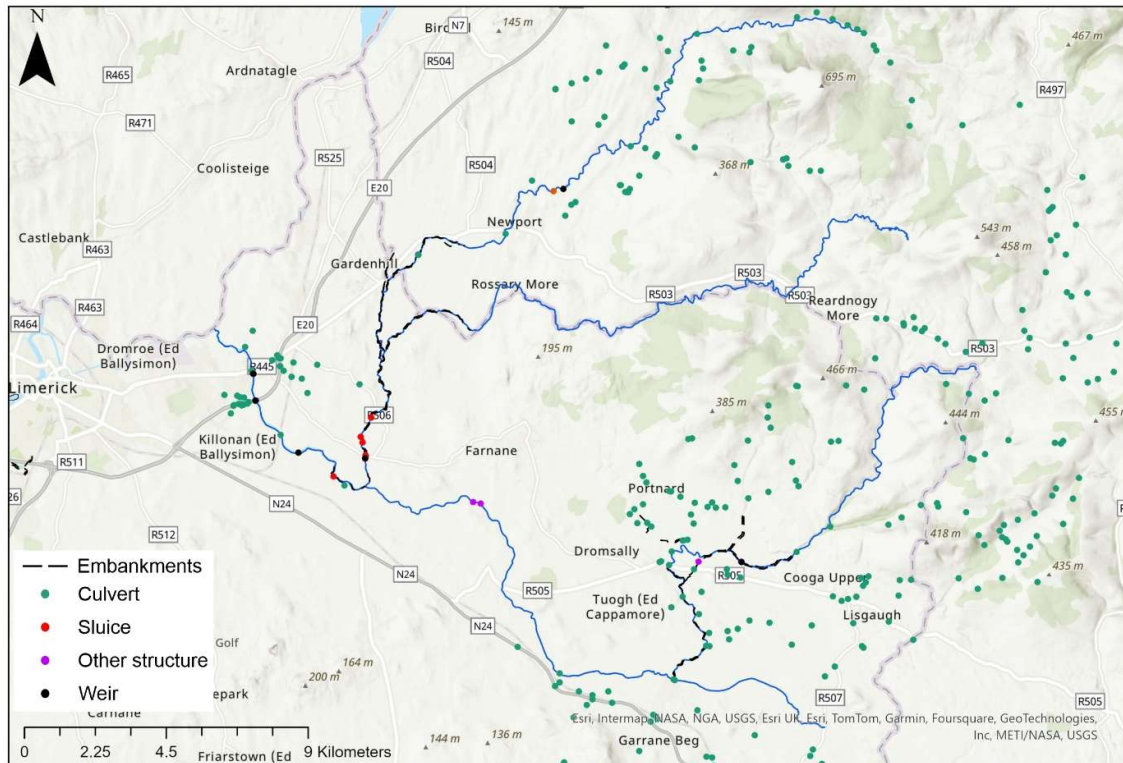 N
N7
145 m
Birdhill
467 m
R465
Ardnatagle
R504
695 m
R497
R471
R525
R504
Coolisteige
368 m
E20
Castlebank
R463
Newport
543 m
458 m
Gardenhill
R503
Rossary More
R463
R503
R503
Reardnogy
More
R464
E20
Dromroe (Ed
Ballysimon)
195 m
R503
R445
466 m
Limerick
R506
385 m
444 m
455 m
Killonan (Ed
Ballysimon)
Farnane
R511
Portnard
26
N24
418 m
R512
Dromsally
435 m
N24
R505
Cooga Upper
R505
Tuogh (Ed
Cappamore)
Lisgaugh
N24
Golf
164 m
200 m
epark
R507
R505
Carnane
Garrane Beg
144 m
136 m
Friarstown (Ed
Embankments
Culvert
Sluice
Other structure
Weir
0 2.25 4.5 9 Kilometers
Esri, Intermap, NASA, NGA, USGS, Esri UK, Esri, TomTom, Garmin, Foursquare, GeoTechnologies,
Inc, METI/NASA, USGS